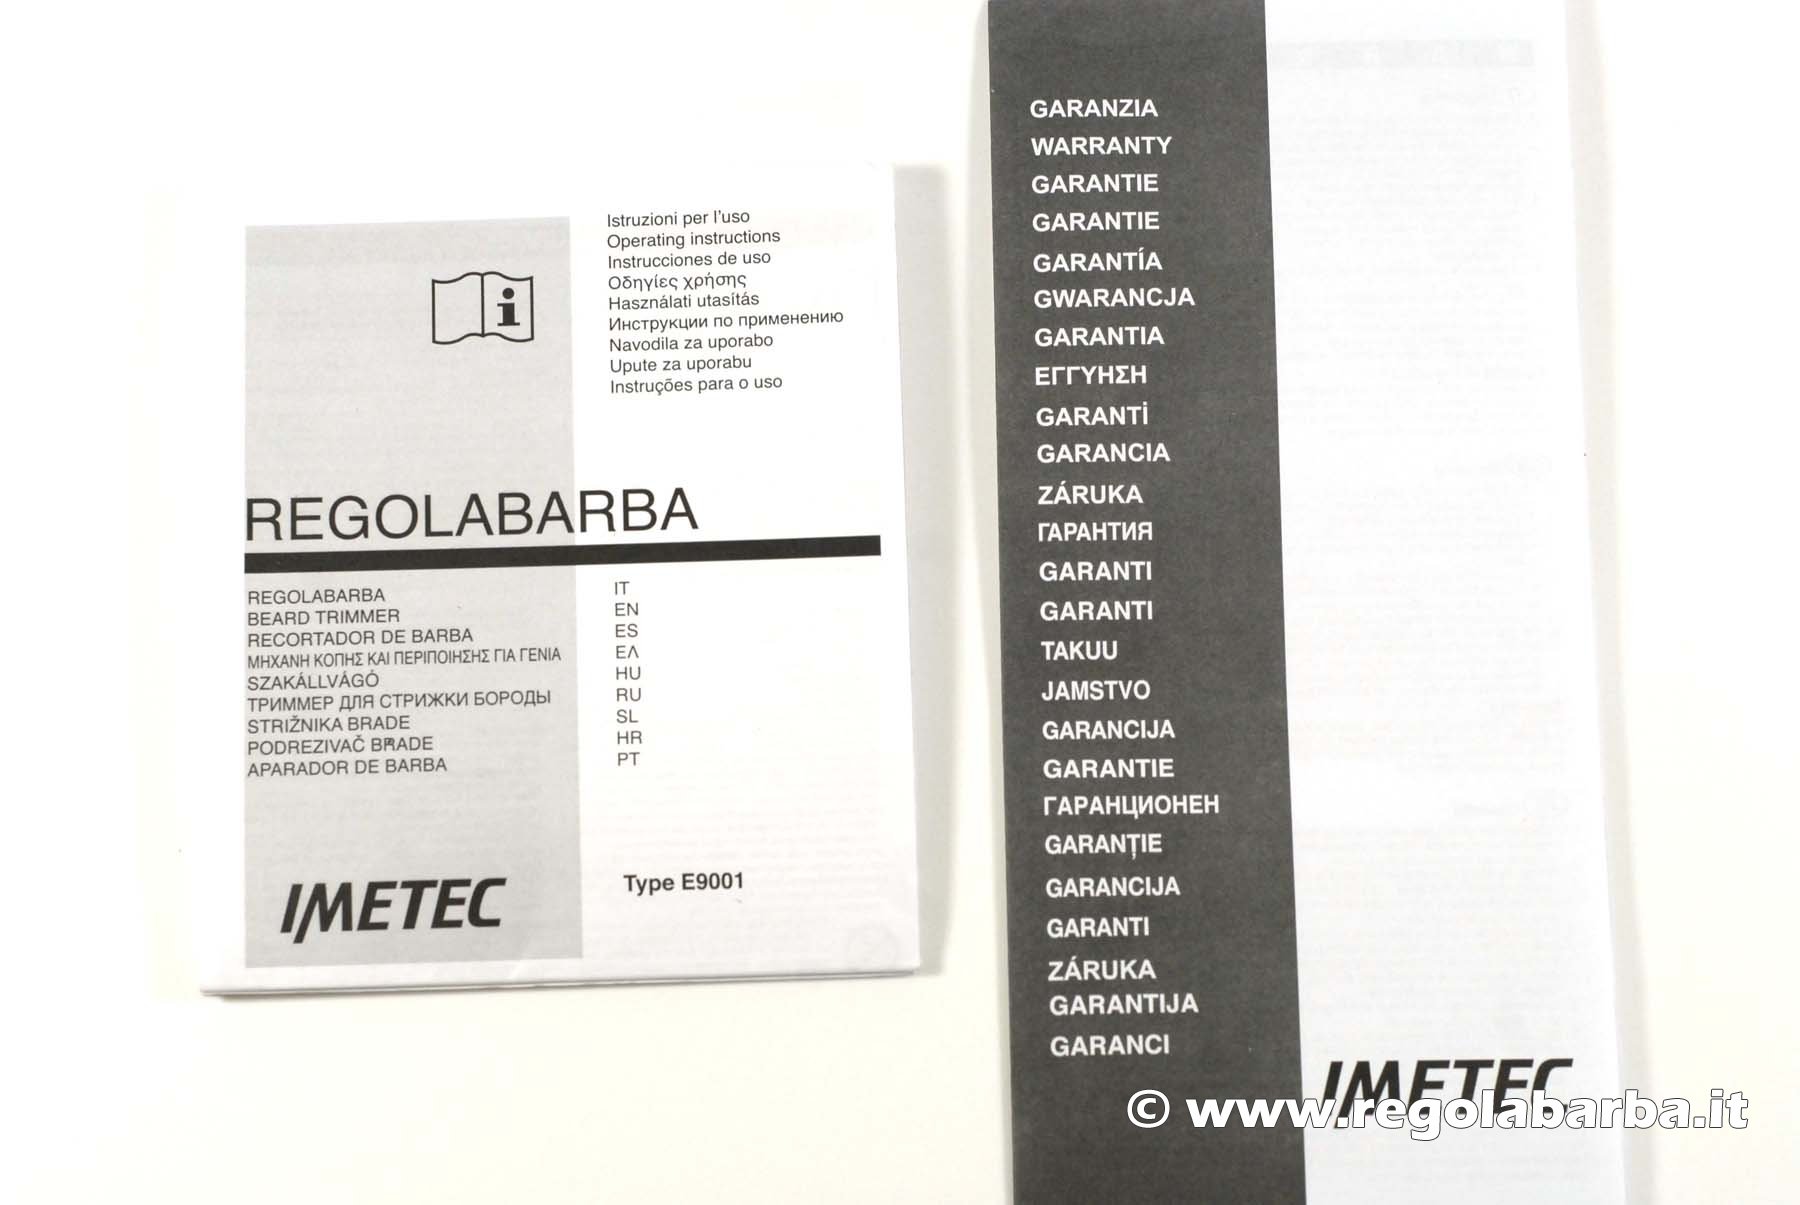 Istruzioni per l'uso
Operating instructions
Instrucciones de uso
Οδηγίες χρήσης
Használati utasítás
Инструкции по применению
Navodila za uporabo
Upute za uporabu
Instruções para o uso
REGOLABARBA
REGOLABARBA IT
BEARD TRIMMER EN
RECORTADOR DE BARBA ES
ΜΗΧΑΝΗ ΚΟΠΗΣ ΚΑΙ ΠΕΡΙΠΟΙΗΣΗΣ ΓΙΑ ΓΕΝΙΑ ΕΛ
SZAKÁLLVÁGÓ HU
ТРИММЕР ДЛЯ СТРИЖКИ БОРОДЫ RU
STRIŽNIKA BRADE SL
PODREZIVAČ BRADE HR
APARADOR DE BARBA PT
IMETEC
Type E9001
GARANZIA
WARRANTY
GARANTIE
GARANTIE
GARANTÍA
GWARANCJA
GARANTIA
ΕΓΓΥΗΣΗ
GARANTİ
GARANCIA
ZÁRUKA
ГАРАНТИЯ
GARANTI
GARANTI
TAKUU
JAMSTVO
GARANCIJA
GARANTIE
ГАРАНЦИОНЕН
GARANȚIE
GARANCIJA
GARANTI
ZÁRUKA
GARANTIJA
GARANCI
IMETEC
© www.regolabarba.it